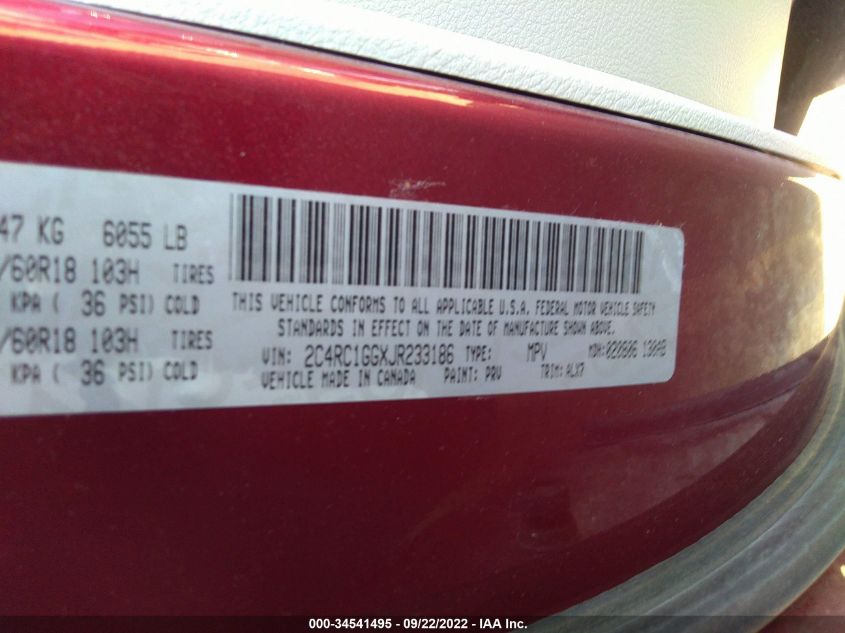 47 KG 6055 LB
/60R18 103H TIRES
KPA ( 36 PSI) COLD
/60R18 103H TIRES
KPA ( 36 PSI) COLD
THIS VEHICLE CONFORMS TO ALL APPLICABLE U.S.A. FEDERAL MOTOR VEHICLE SAFETY
STANDARDS IN EFFECT ON THE DATE OF MANUFACTURE SHOWN ABOVE.
VIN: 2C4RC1GGXJR233186 TYPE: MPV MDH: 020806 130AB
VEHICLE MADE IN CANADA PAINT: PRV TRIM: ALX7
000-34541495 - 09/22/2022 - IAA Inc.